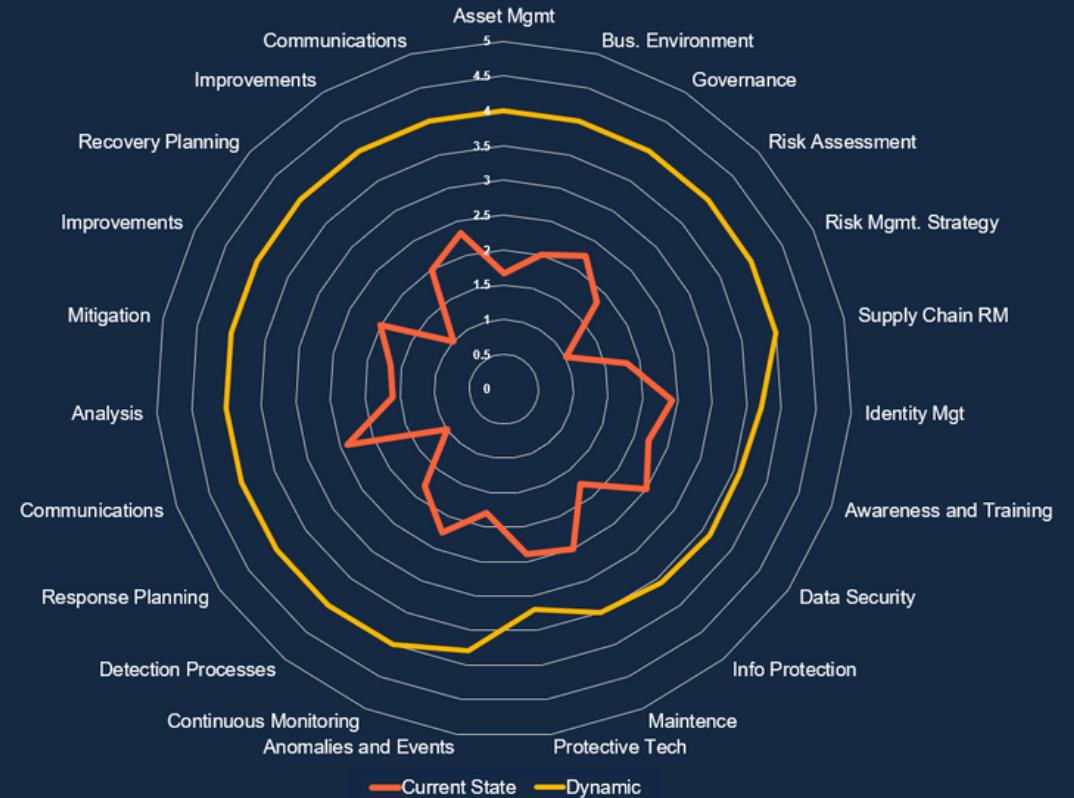 Asset Mgmt
Communications
Bus. Environment
Improvements
Governance
Recovery Planning
Risk Assessment
Improvements
Risk Mgmt. Strategy
Mitigation
Supply Chain RM
Analysis
Identity Mgt
Communications
Awareness and Training
Response Planning
Data Security
Detection Processes
Info Protection
Continuous Monitoring
Maintence
Anomalies and Events
Protective Tech
5
4.5
4
3.5
3
2.5
2
1.5
1
0.5
0
Current State
Dynamic